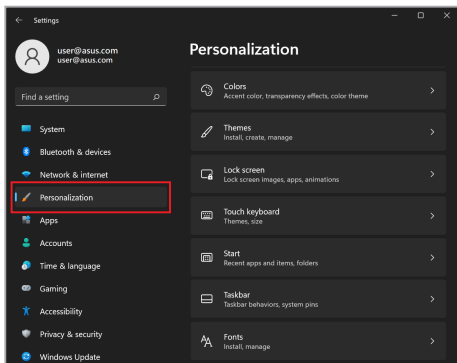 Settings
user@asus.com
user@asus.com
Find a setting
System
Bluetooth & devices
Network & internet
Personalization
Apps
Accounts
Time & language
Gaming
Accessibility
Privacy & security
Windows Update
Personalization
Colors
Accent color, transparency effects, color theme
Themes
Install, create, manage
Lock screen
Lock screen images, apps, animations
Touch keyboard
Themes, size
Start
Recent apps and items, folders
Taskbar
Taskbar behaviors, system pins
Fonts
Install, manage